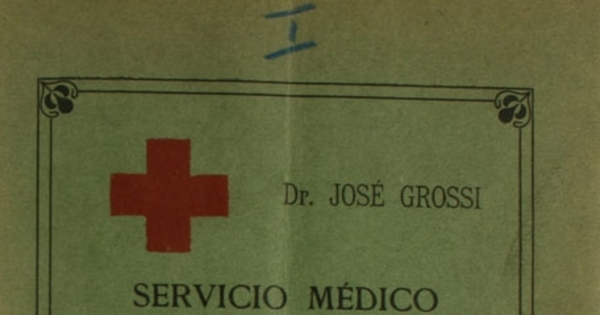 I
Dr. JOSÉ GROSSI
SERVICIO MÉDICO